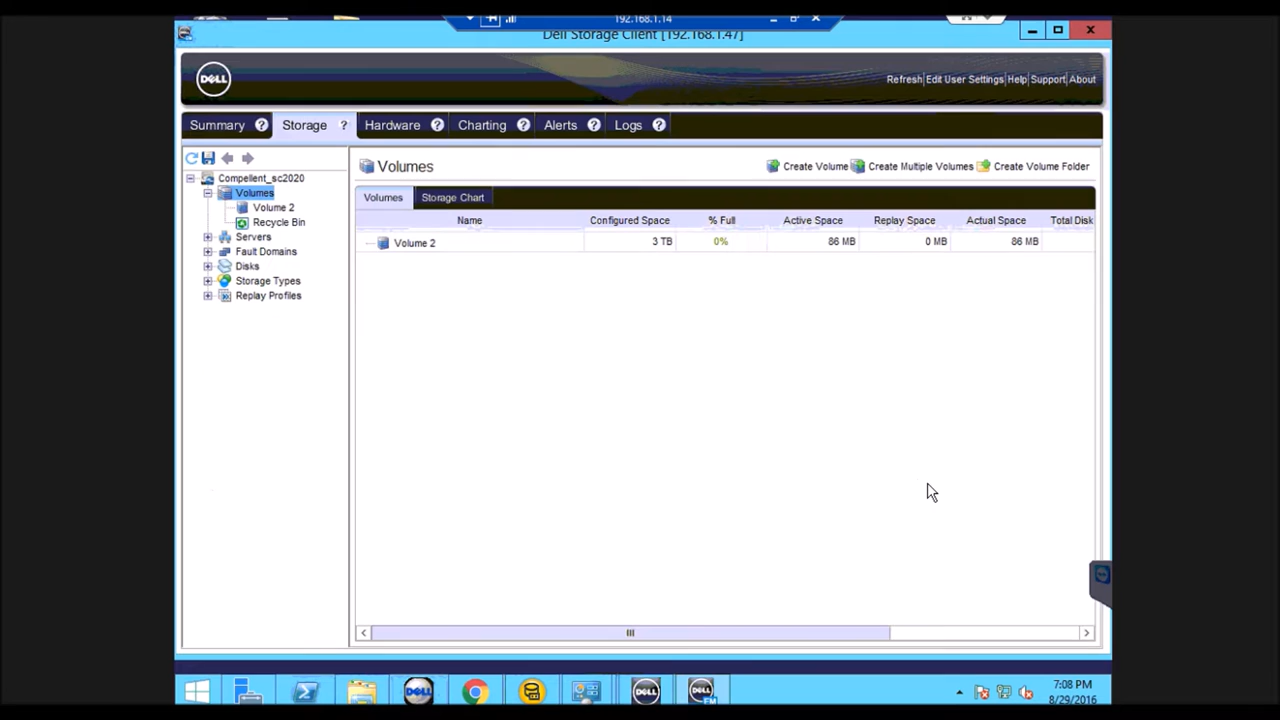 192.168.1.14
Dell Storage Client [192.168.1.47]
DELL
Refresh|Edit User Settings|Help|Support|About
Summary ? Storage ? Hardware ? Charting ? Alerts ? Logs ?
Compellent_sc2020
Volumes
Volume 2
Recycle Bin
Servers
Fault Domains
Disks
Storage Types
Replay Profiles
Volumes
Create Volume Create Multiple Volumes Create Volume Folder
Volumes Storage Chart
Name Configured Space % Full Active Space Replay Space Actual Space Total Disk
Volume 2 3 TB 0% 86 MB 0 MB 86 MB
DELL DELL DELL
7:08 PM
8/29/2016